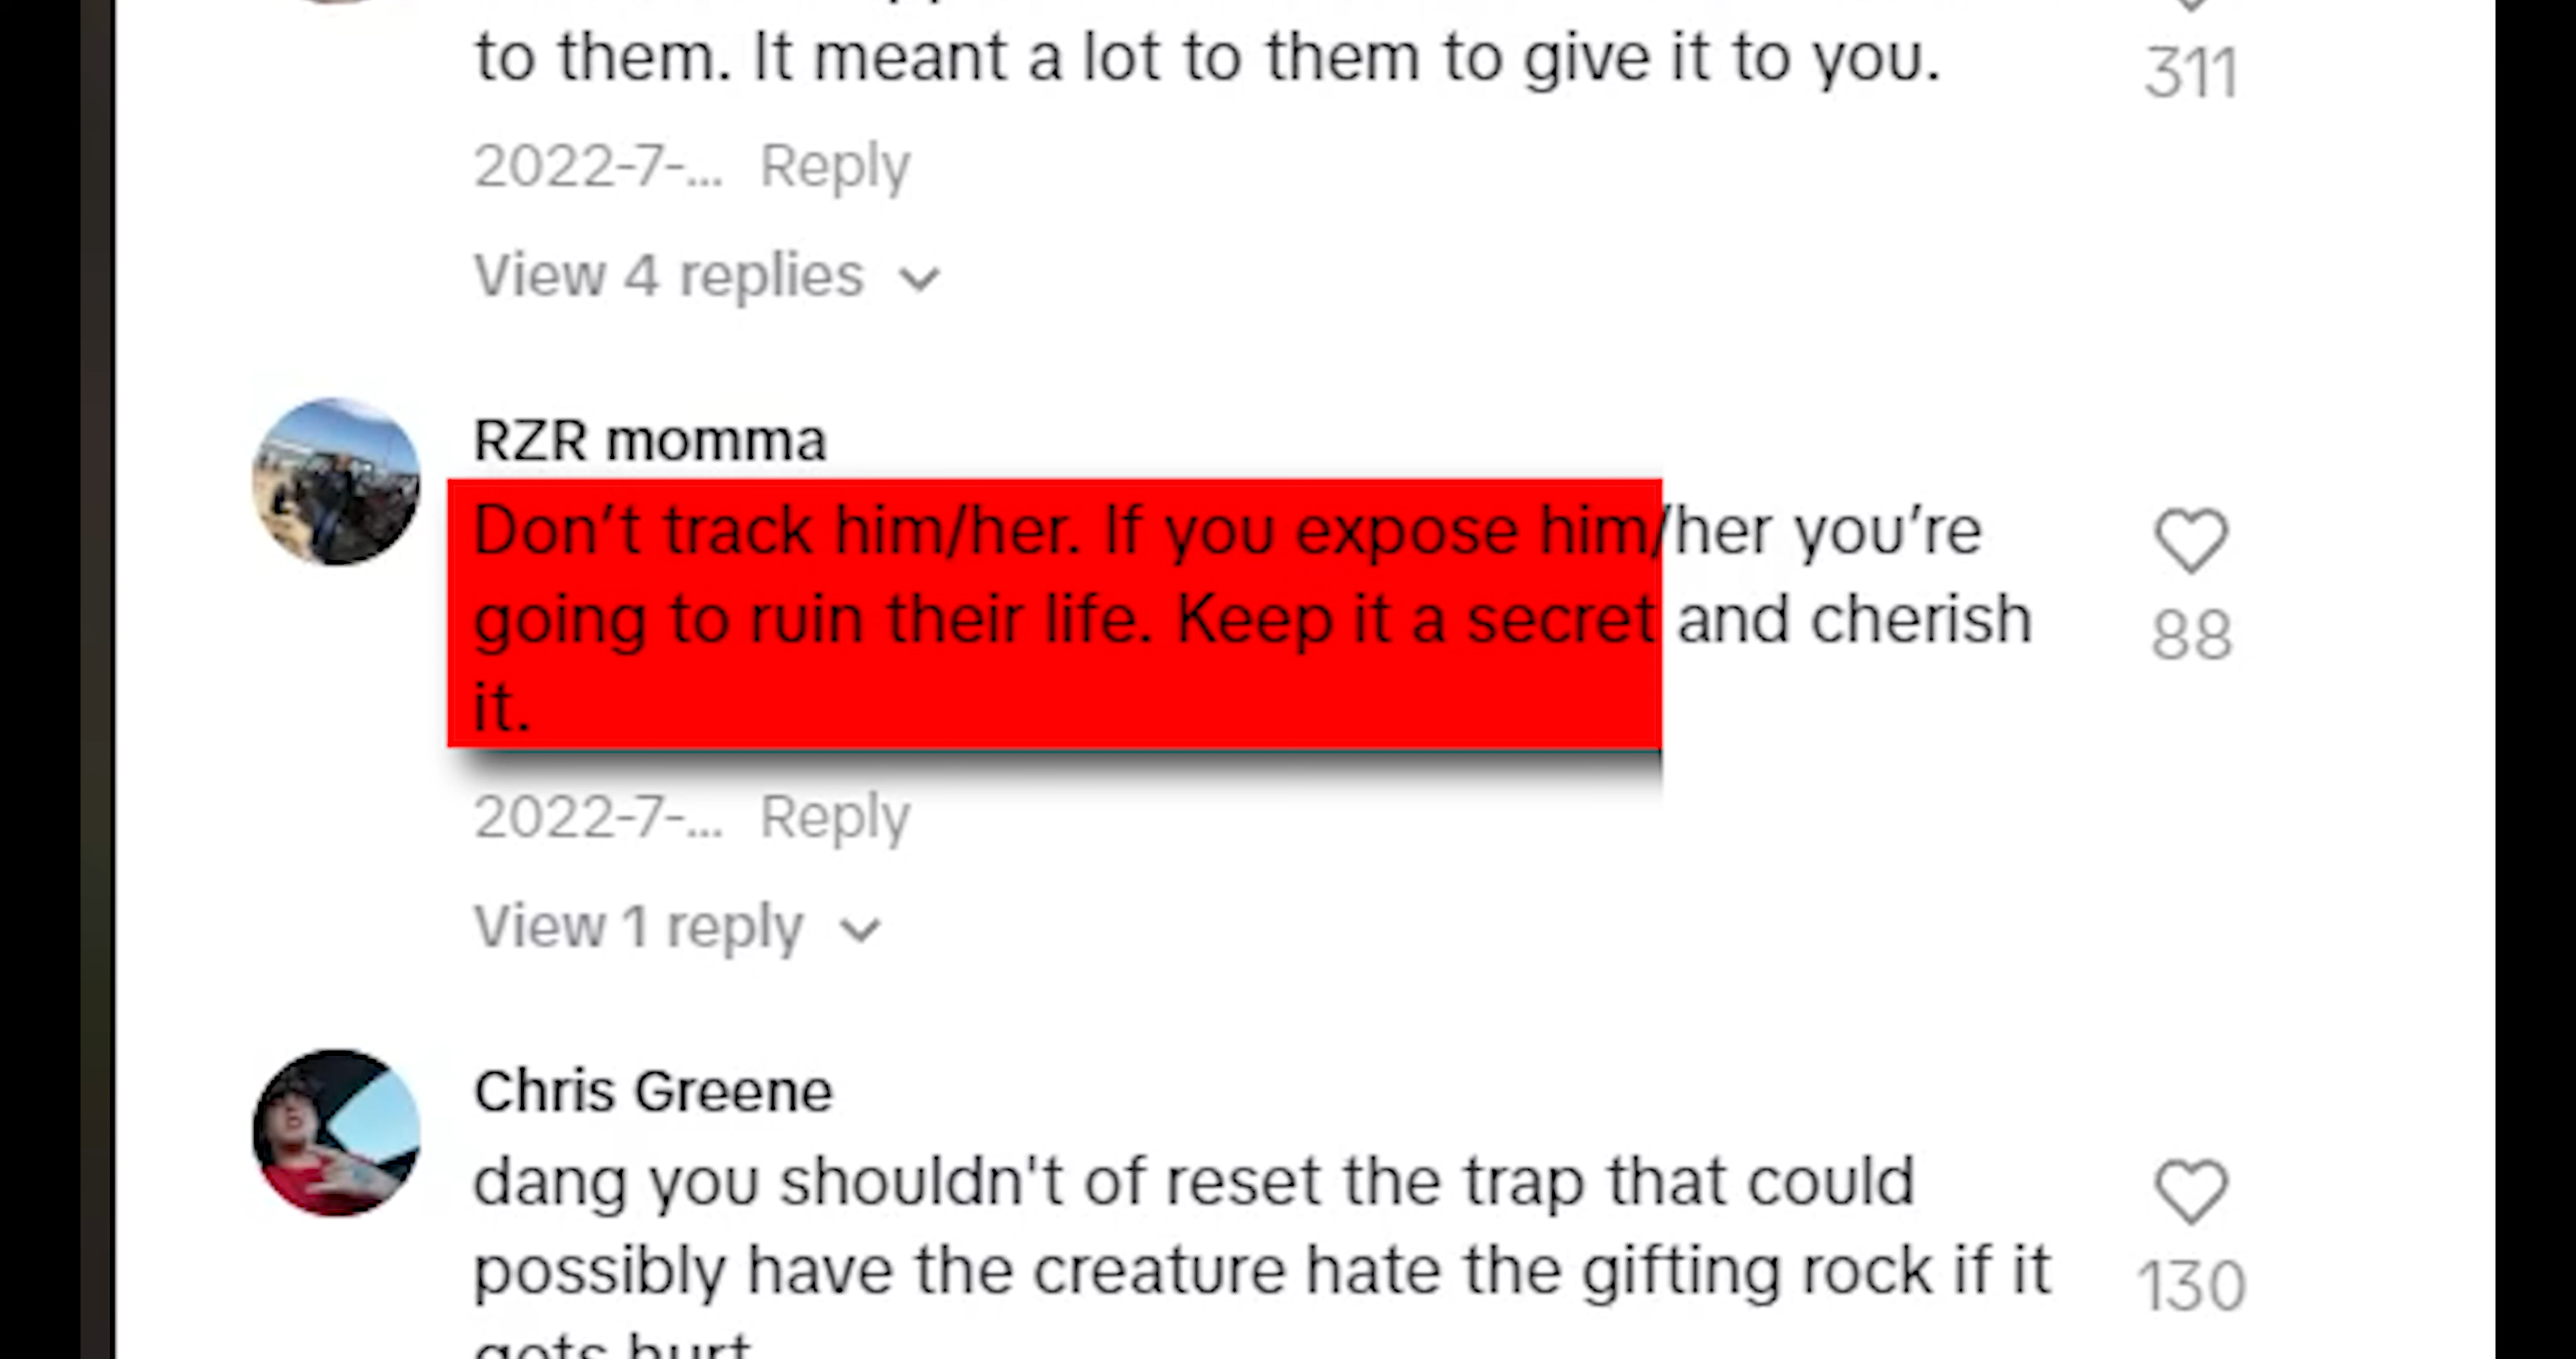 to them. It meant a lot to them to give it to you.
311
2022-7-... Reply
View 4 replies
RZR momma
Don’t track him/her. If you expose him/her you’re
going to ruin their life. Keep it a secret and cherish
it.
88
2022-7-... Reply
View 1 reply
Chris Greene
dang you shouldn't of reset the trap that could
possibly have the creature hate the gifting rock if it
gets hurt
130